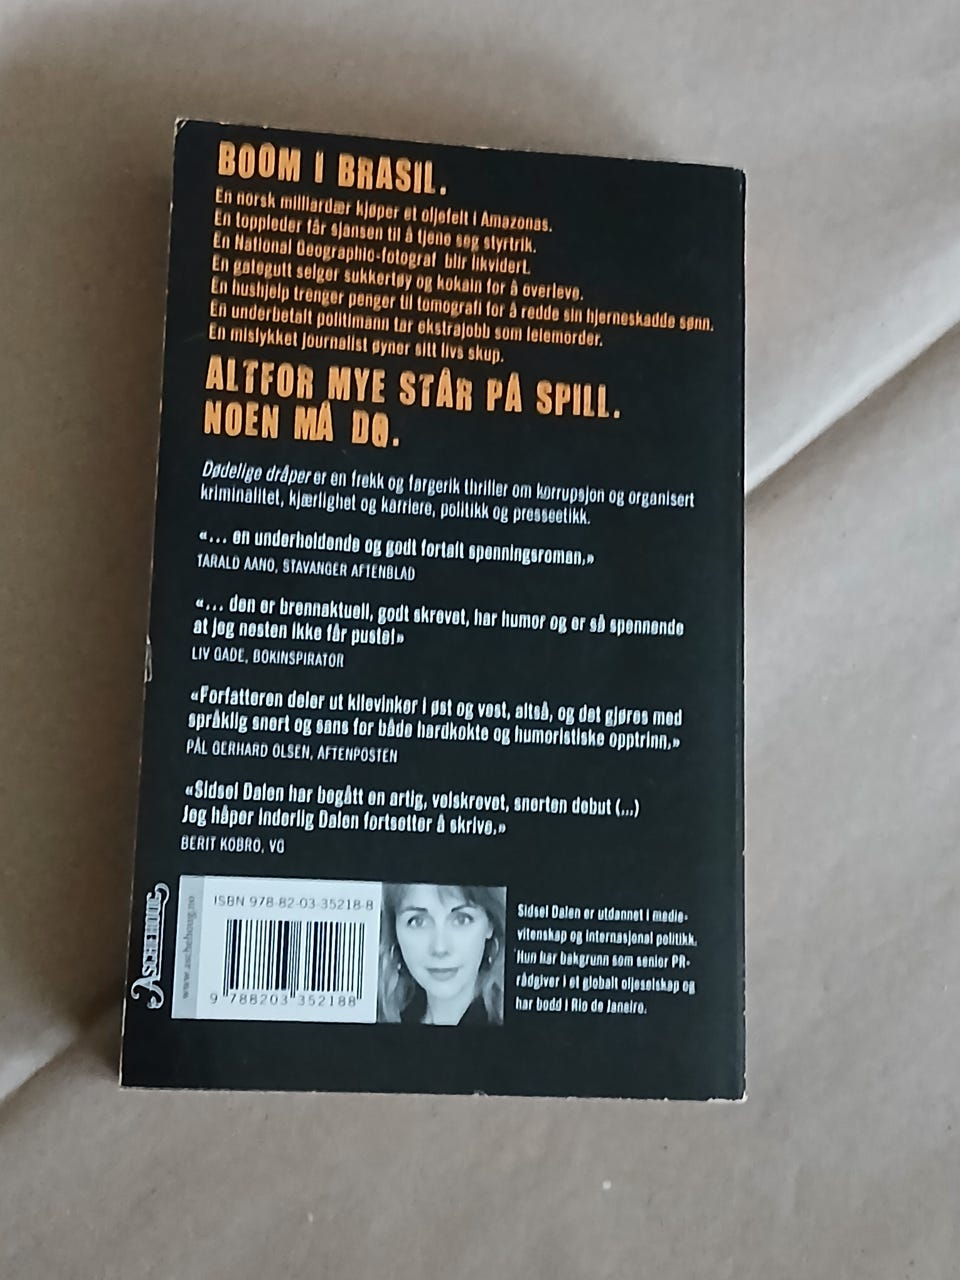 BOOM I BRASIL.
En norsk milliardær kjøper et oljefelt i Amazonas.
En toppleder får sjansen til å tjene seg styrtrik.
En National Geographic-fotograf blir likvidert.
En gategutt selger sukkertøy og kokain for å overleve.
En hushjelp trenger penger til tomografi for å redde sin hjerneskadde sønn.
En underbetalt politimann tar ekstrajobb som leiemorder.
En mislykket journalist øyner sitt livs skup.
ALTFOR MYE STÅR PÅ SPILL.
NOEN MÅ DØ.
Dødelige dråper er en frekk og fargerik thriller om korrupsjon og organisert
kriminalitet, kjærlighet og karriere, politikk og presseetikk.
«... en underholdende og godt fortalt spenningsroman.»
TARALD AANO, STAVANGER AFTENBLAD
«... den er brennaktuell, godt skrevet, har humor og er så spennende
at jeg nesten ikke får puste!»
LIV GADE, BOKINSPIRATOR
«Forfatteren deler ut kilevinker i øst og vest, altså, og det gjøres med
språklig snert og sans for både hardkokte og humoristiske opptrinn.»
PÅL GERHARD OLSEN, AFTENPOSTEN
«Sidsel Dalen har begått en artig, velskrevet, snerten debut (...)
Jeg håper inderlig Dalen fortsetter å skrive.»
BERIT KOBRO, VG
ASCHEHOUG
www.aschehoug.no
ISBN 978-82-03-35218-8
9 788203 352188
Sidsel Dalen er utdannet i medie-
vitenskap og internasjonal politikk.
Hun har bakgrunn som senior PR-
rådgiver i et globalt oljeselskap og
har bodd i Rio de Janeiro.